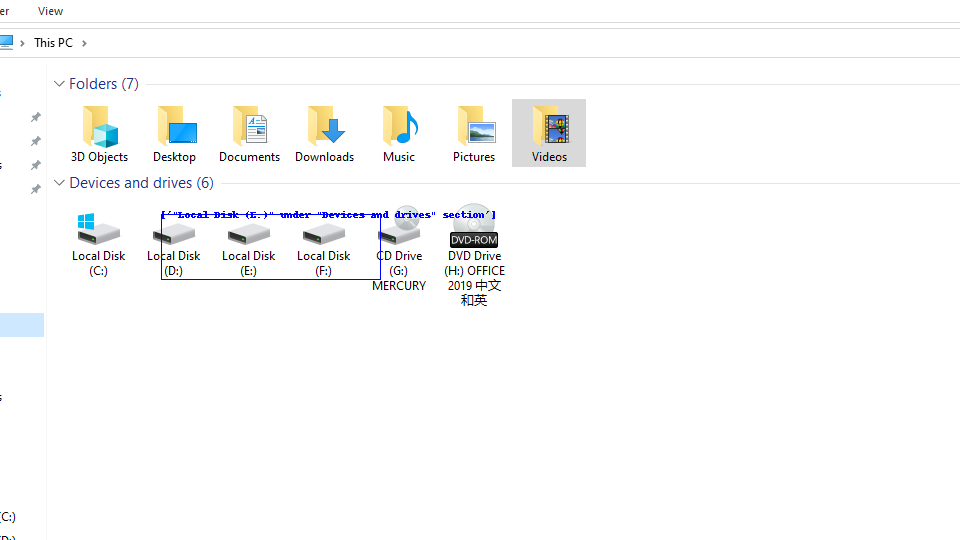 er View
This PC
Folders (7)
3D Objects Desktop Documents Downloads Music Pictures Videos
s
Devices and drives (6)
['"Local Disk (E:)" under "Devices and drives" section']
DVD-ROM
Local Disk (C:)
Local Disk (D:)
Local Disk (E:)
Local Disk (F:)
CD Drive (G:) MERCURY
DVD Drive (H:) OFFICE 2019 中文和英
s
(C:)
(D:)